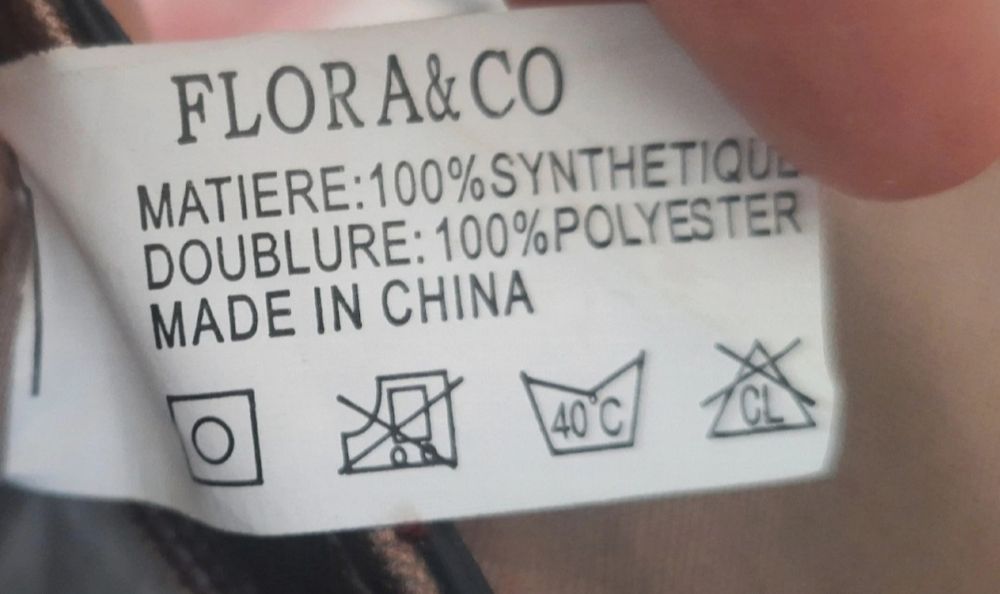 FLORA&CO
MATIERE:100%SYNTHETIQUE
DOUBLURE:100%POLYESTER
MADE IN CHINA
40°C CL